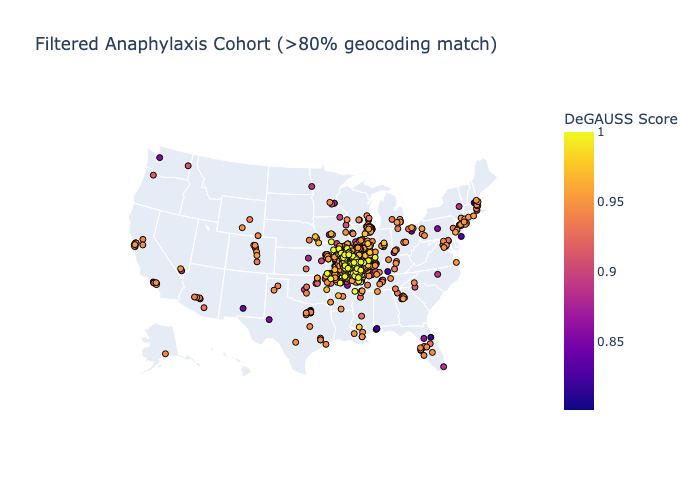 Filtered Anaphylaxis Cohort (>80% geocoding match)
DeGAUSS Score
1
0.95
0.9
0.85